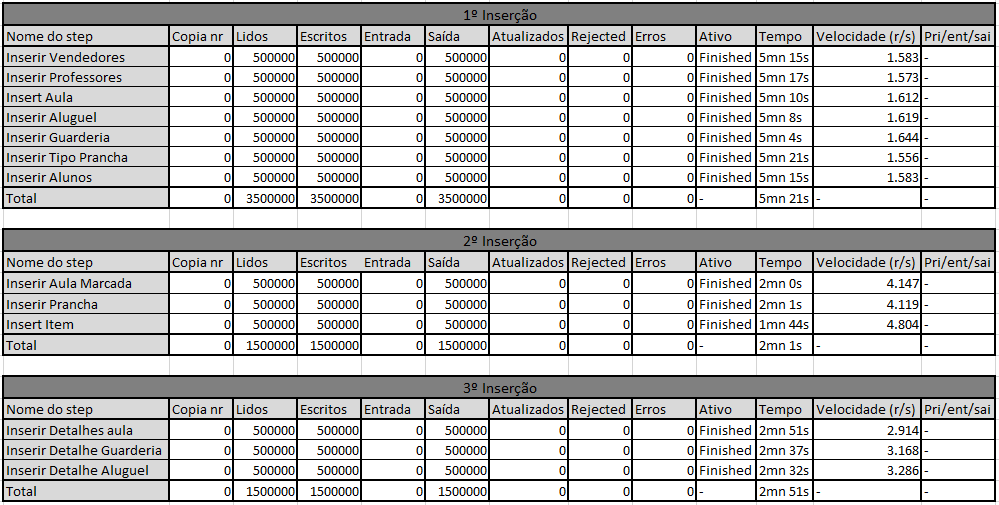 1º Inserção
Nome do step Copia nr Lidos Escritos Entrada Saída Atualizados Rejected Erros Ativo Tempo Velocidade (r/s) Pri/ent/sai
Inserir Vendedores 0 500000 500000 0 500000 0 0 0 Finished 5mn 15s 1.583 -
Inserir Professores 0 500000 500000 0 500000 0 0 0 Finished 5mn 17s 1.573 -
Insert Aula 0 500000 500000 0 500000 0 0 0 Finished 5mn 10s 1.612 -
Inserir Aluguel 0 500000 500000 0 500000 0 0 0 Finished 5mn 8s 1.619 -
Inserir Guarderia 0 500000 500000 0 500000 0 0 0 Finished 5mn 4s 1.644 -
Inserir Tipo Prancha 0 500000 500000 0 500000 0 0 0 Finished 5mn 21s 1.556 -
Inserir Alunos 0 500000 500000 0 500000 0 0 0 Finished 5mn 15s 1.583 -
Total 0 3500000 3500000 0 3500000 0 0 0 - 5mn 21s - -
2º Inserção
Nome do step Copia nr Lidos Escritos Entrada Saída Atualizados Rejected Erros Ativo Tempo Velocidade (r/s) Pri/ent/sai
Inserir Aula Marcada 0 500000 500000 0 500000 0 0 0 Finished 2mn 0s 4.147 -
Inserir Prancha 0 500000 500000 0 500000 0 0 0 Finished 2mn 1s 4.119 -
Insert Item 0 500000 500000 0 500000 0 0 0 Finished 1mn 44s 4.804 -
Total 0 1500000 1500000 0 1500000 0 0 0 - 2mn 1s - -
3º Inserção
Nome do step Copia nr Lidos Escritos Entrada Saída Atualizados Rejected Erros Ativo Tempo Velocidade (r/s) Pri/ent/sai
Inserir Detalhes aula 0 500000 500000 0 500000 0 0 0 Finished 2mn 51s 2.914 -
Inserir Detalhe Guarderia 0 500000 500000 0 500000 0 0 0 Finished 2mn 37s 3.168 -
Inserir Detalhe Aluguel 0 500000 500000 0 500000 0 0 0 Finished 2mn 32s 3.286 -
Total 0 1500000 1500000 0 1500000 0 0 0 - 2mn 51s - -